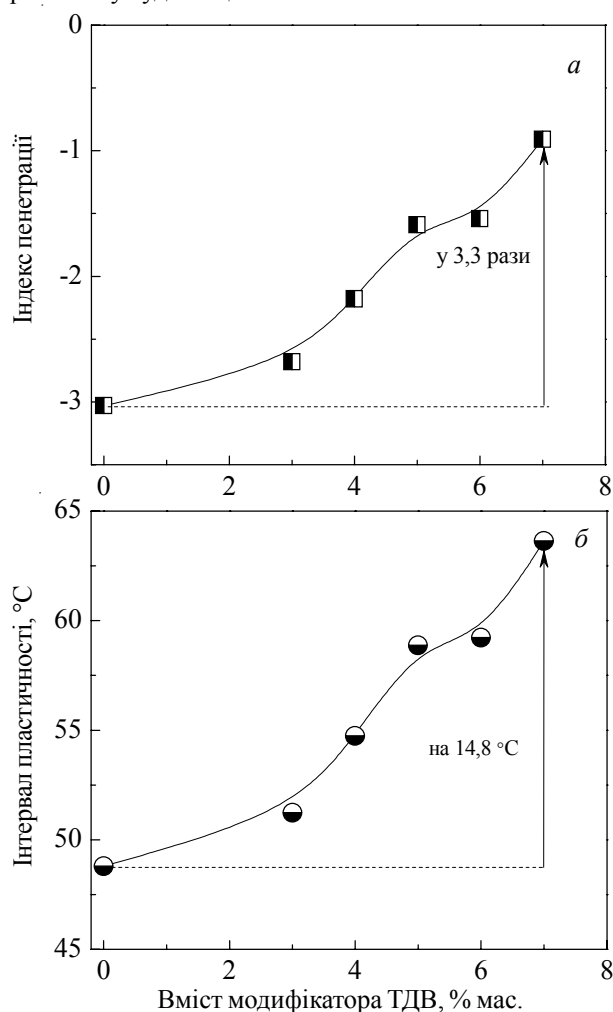 0
а
-1
Індекс пенетрації
у 3,3 рази
-2
-3
0 2 4 6 8
65
б
Інтервал пластичності, °С
60
55
на 14,8 °С
50
45
0 2 4 6 8
Вміст модифікатора ТДВ, % мас.